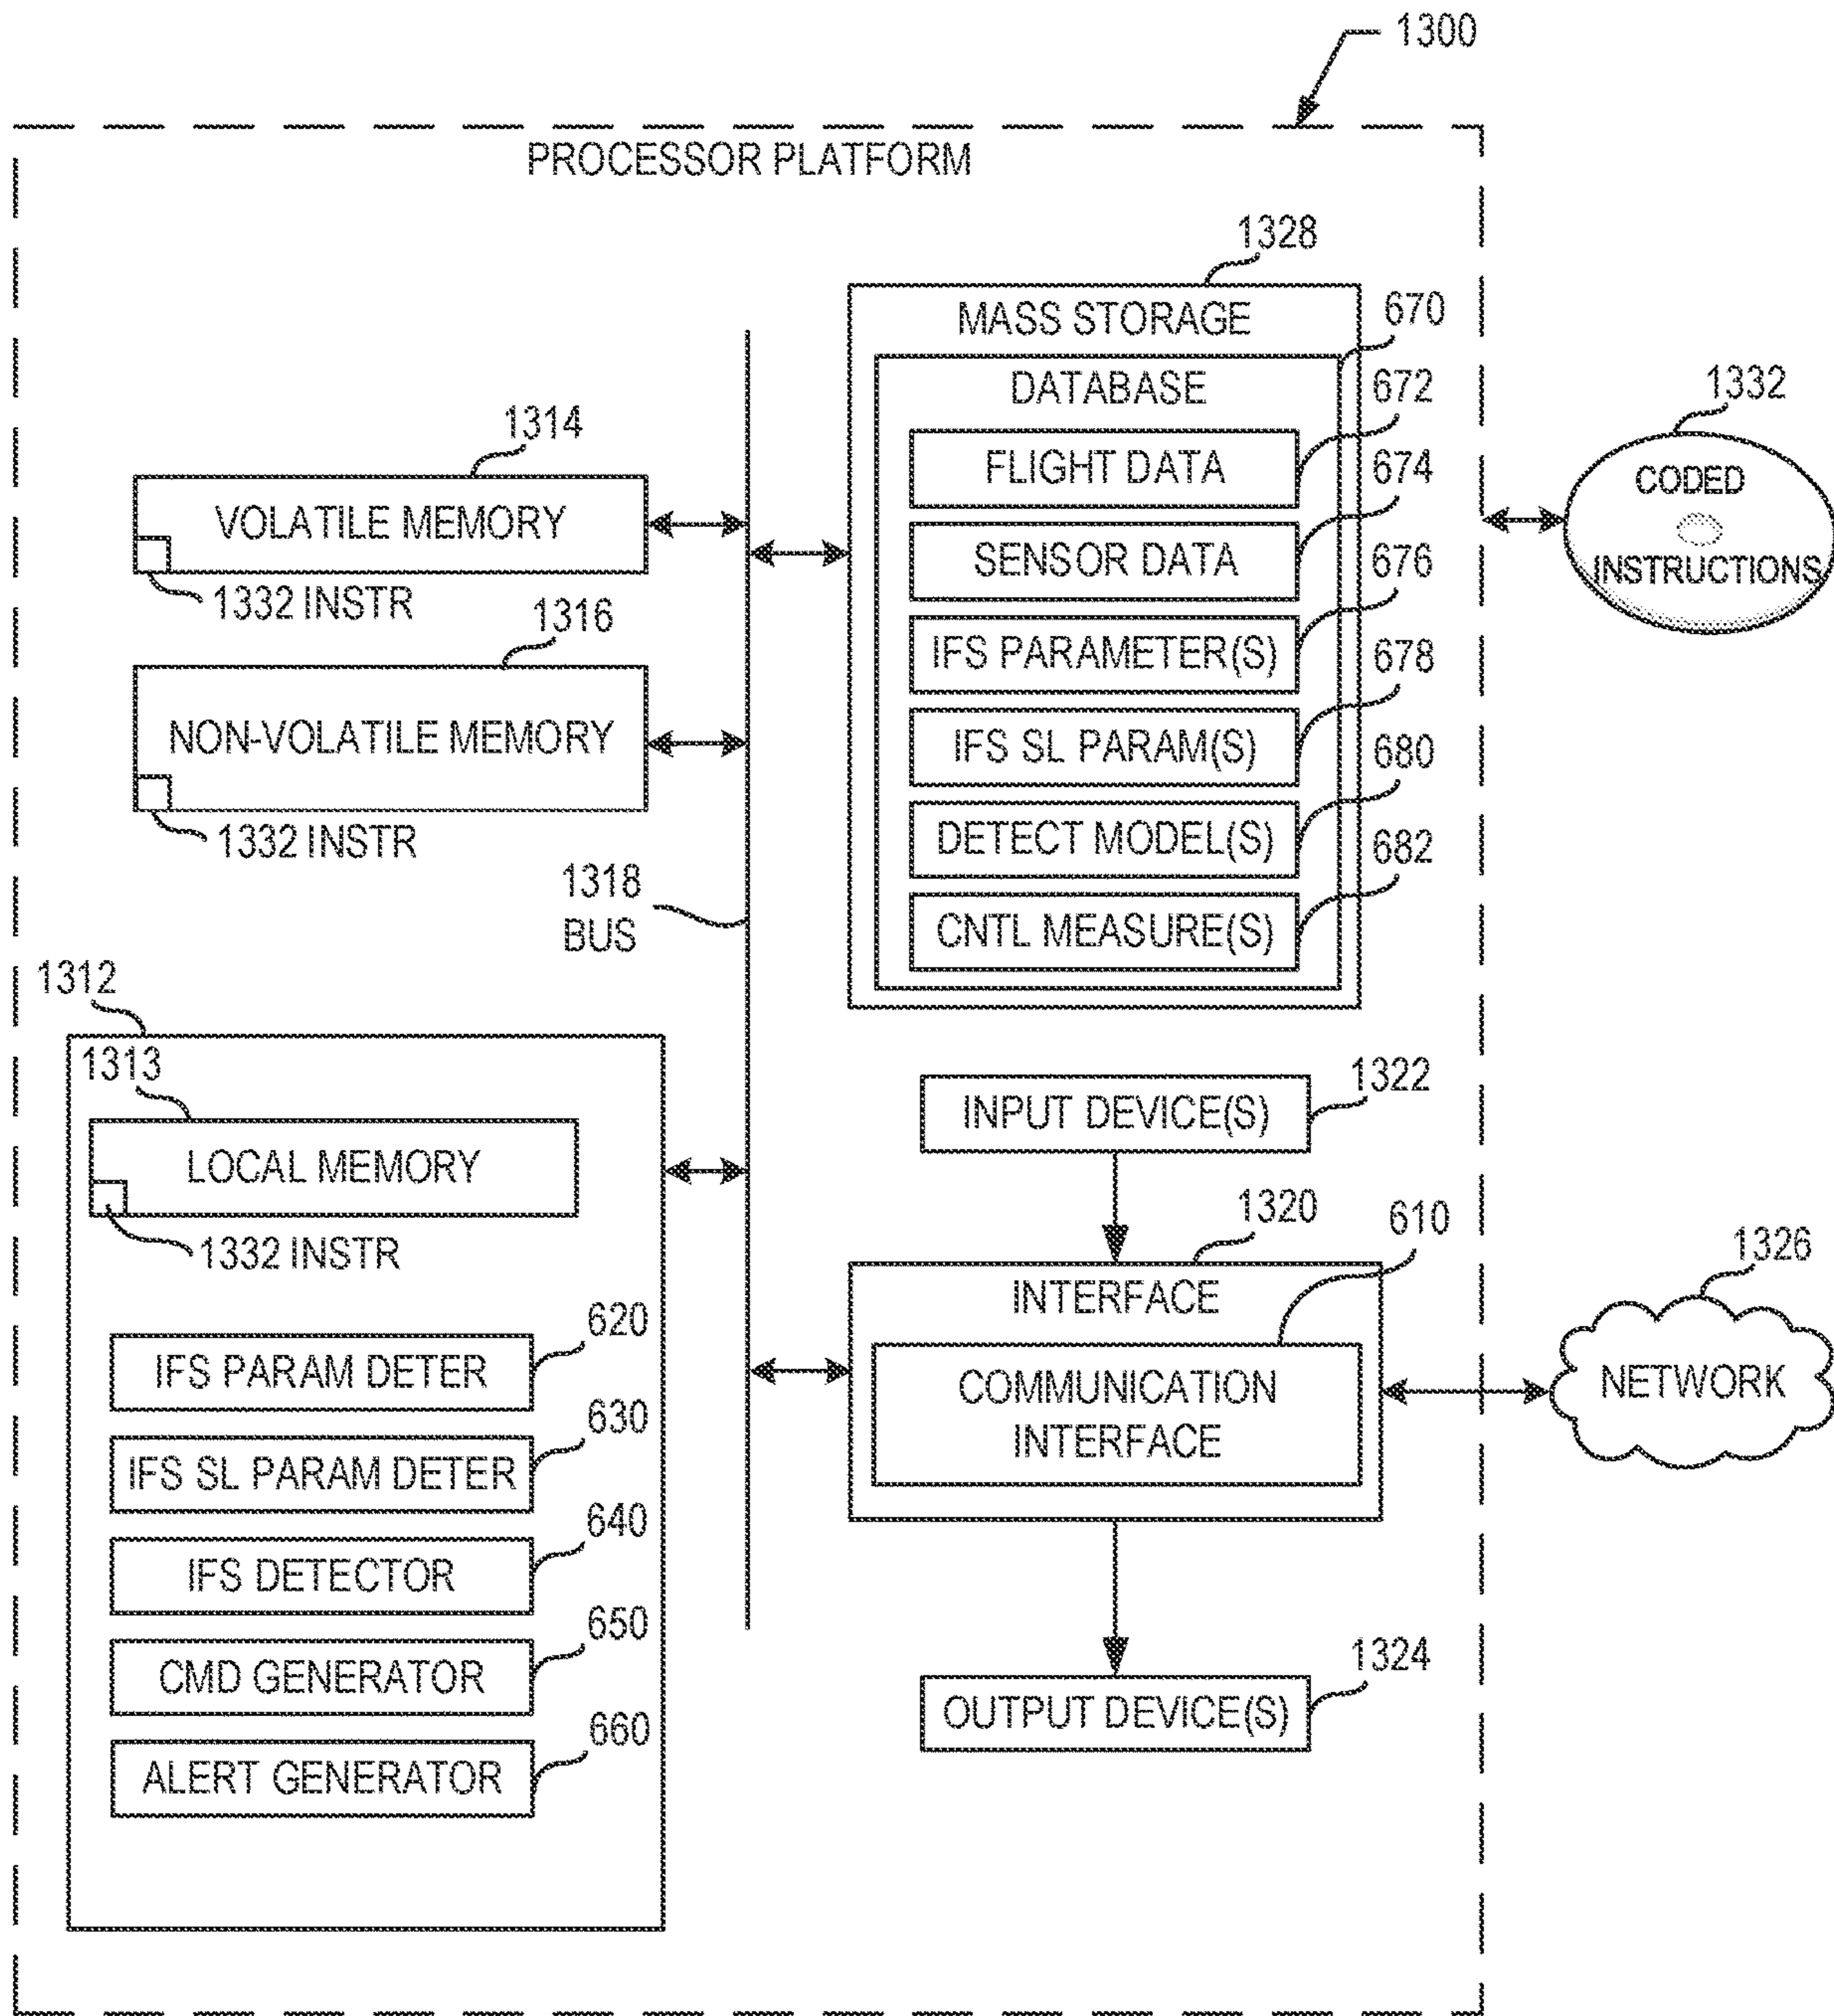 1300
PROCESSOR PLATFORM
1328
MASS STORAGE
670
DATABASE
672
FLIGHT DATA
674
SENSOR DATA
676
IFS PARAMETER(S)
678
IFS SL PARAM(S)
680
DETECT MODEL(S)
682
CNTL MEASURE(S)
1332
CODED
INSTRUCTIONS
1314
VOLATILE MEMORY
1332 INSTR
1316
NON-VOLATILE MEMORY
1332 INSTR
1318
BUS
1312
1313
LOCAL MEMORY
1332 INSTR
620
IFS PARAM DETER
630
IFS SL PARAM DETER
640
IFS DETECTOR
650
CMD GENERATOR
660
ALERT GENERATOR
1322
INPUT DEVICE(S)
1320
610
INTERFACE
COMMUNICATION
INTERFACE
1326
NETWORK
1324
OUTPUT DEVICE(S)